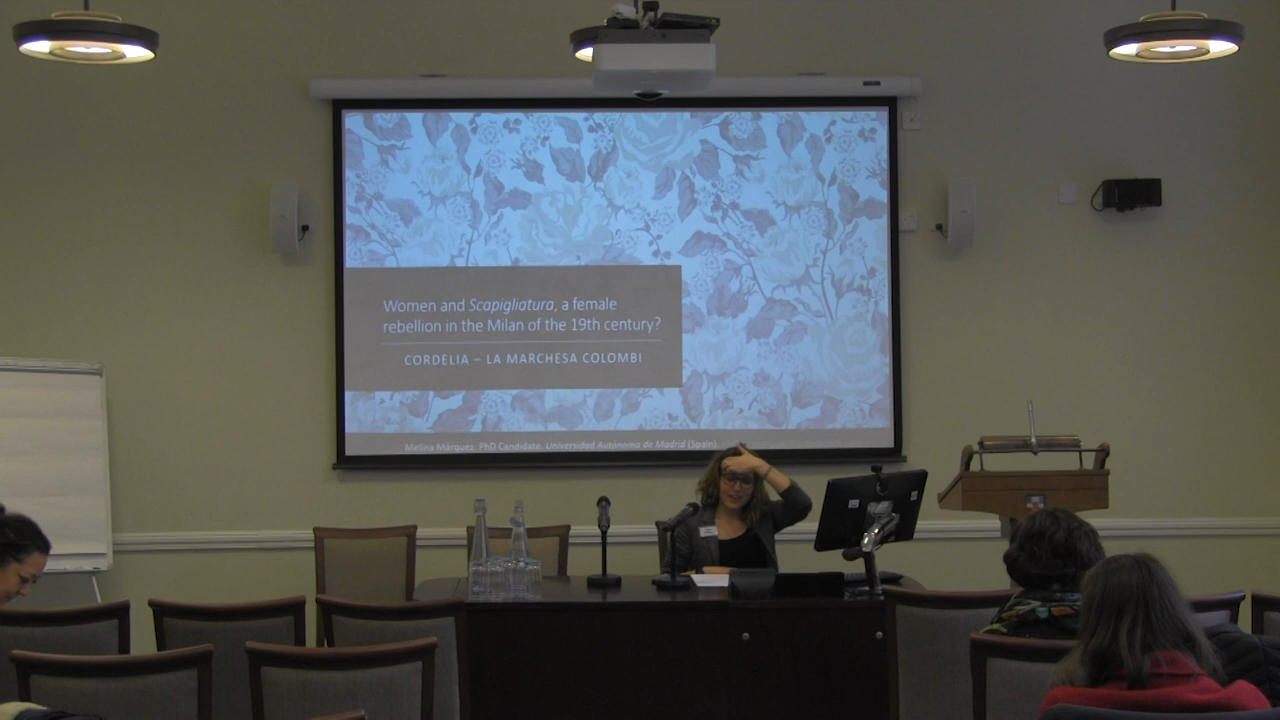 Women and Scapigliatura, a female
rebellion in the Milan of the 19th century?
CORDELIA – LA MARCHESA COLOMBI
Melina Márquez. PhD Candidate. Universidad Autónoma de Madrid (Spain).